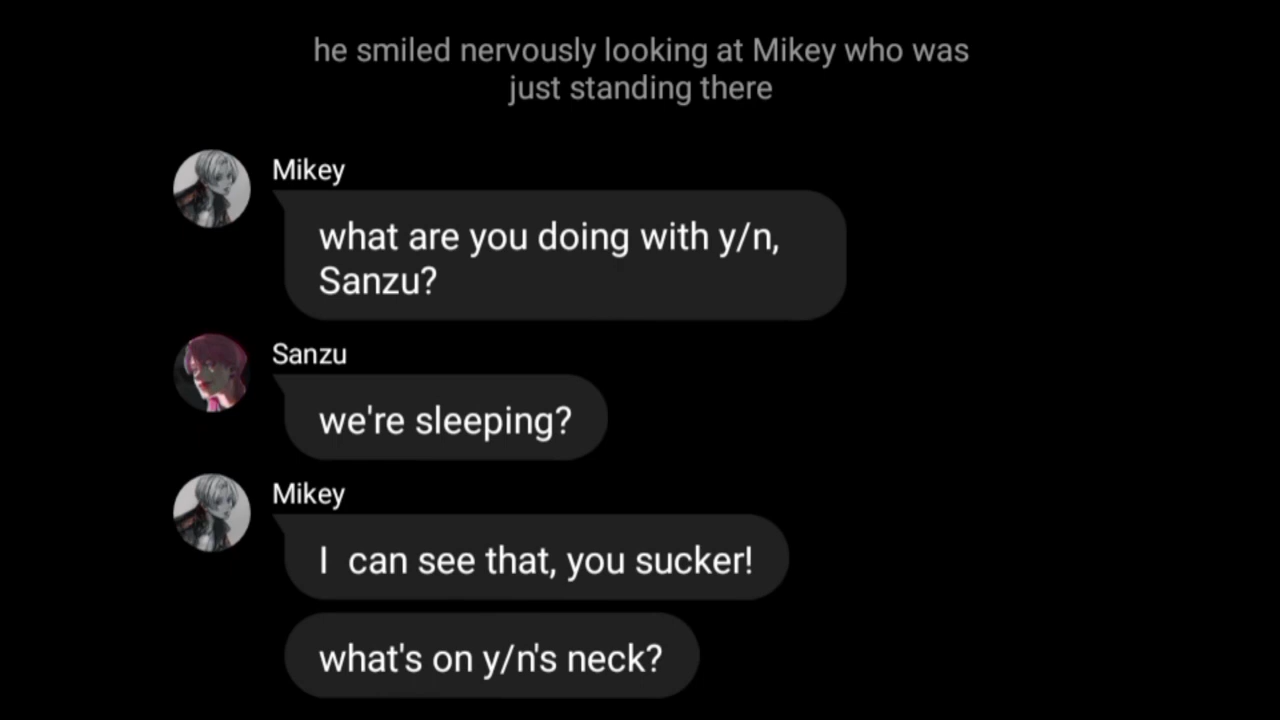 he smiled nervously looking at Mikey who was
just standing there
Mikey
what are you doing with y/n,
Sanzu?
Sanzu
we're sleeping?
Mikey
I  can see that, you sucker!
what's on y/n's neck?